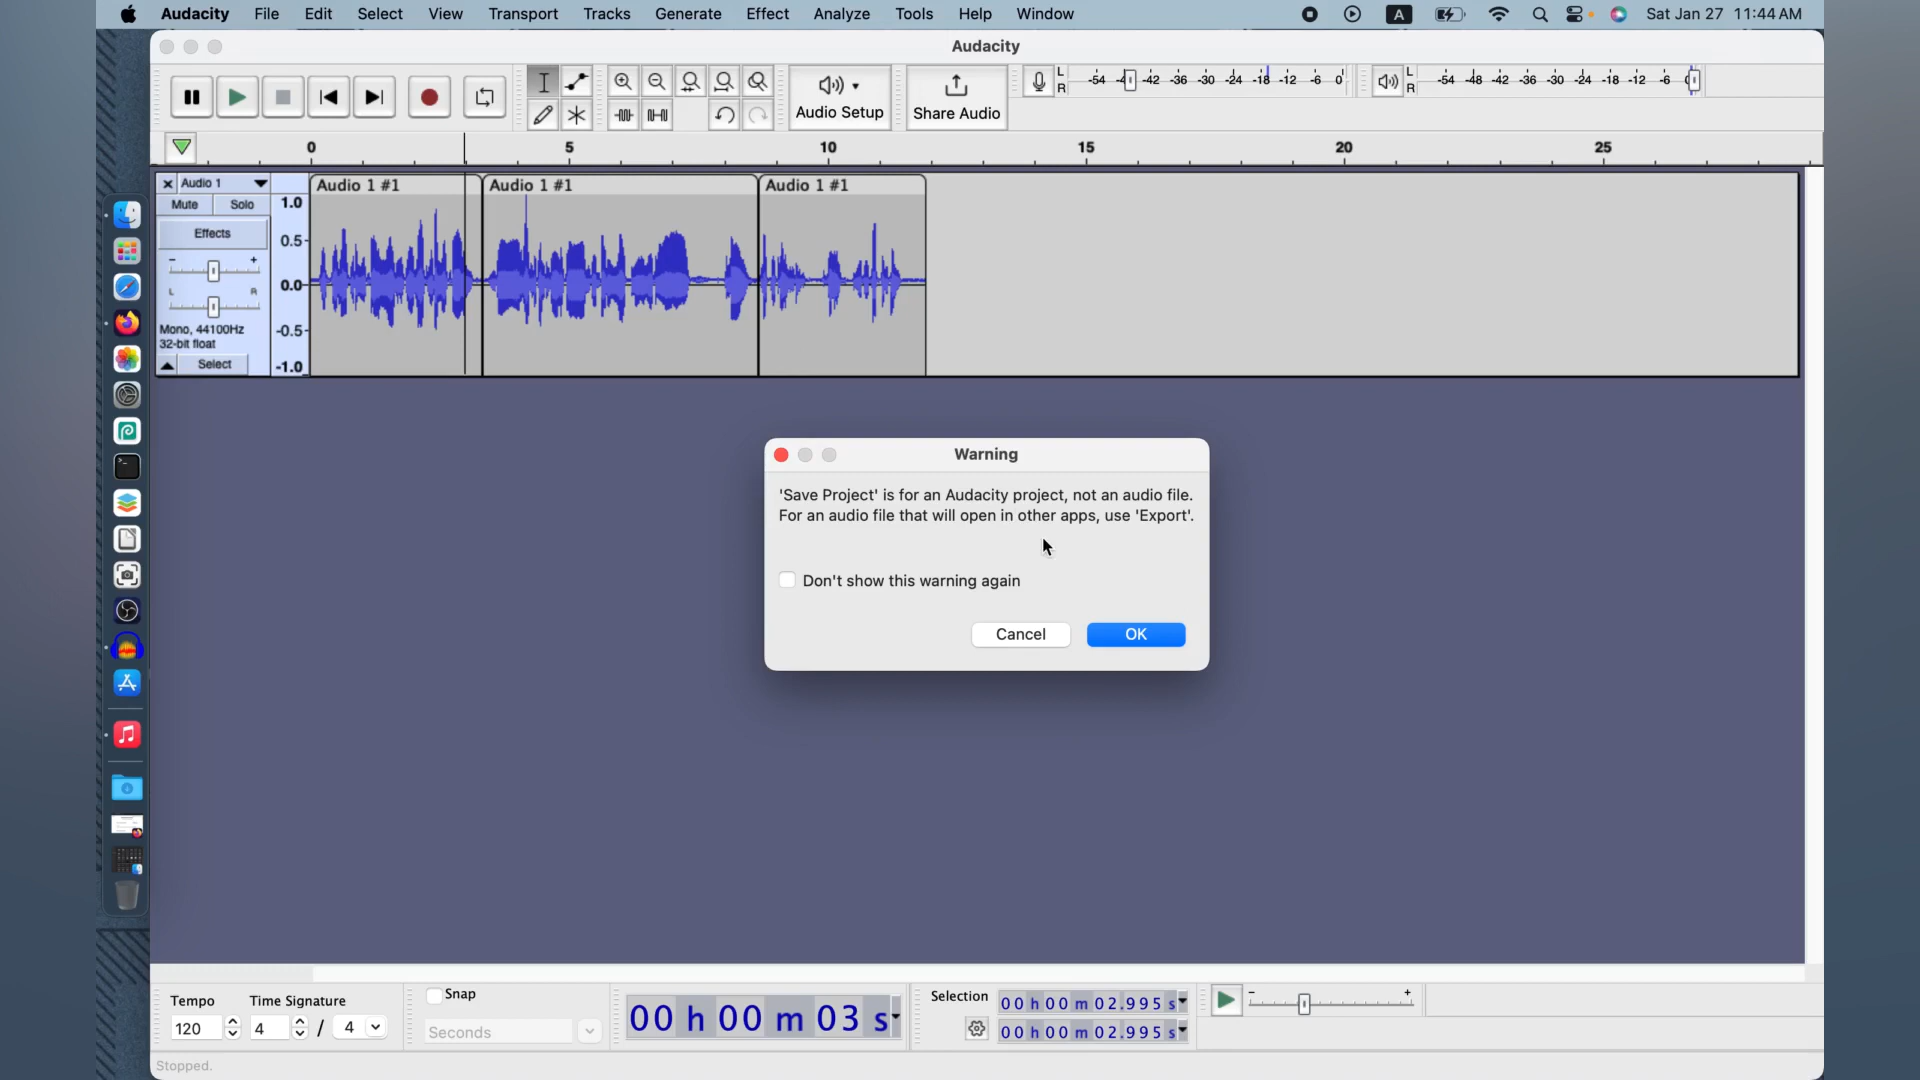 Audacity File Edit Select View Transport Tracks Generate Effect Analyze Tools Help Window A Sat Jan 27 11:44 AM
Audacity
Audio Setup
Share Audio
L
R
-54 -42 -36 -30 -24 -18 -12 -6 0
L
R
-54 -48 -42 -36 -30 -24 -18 -12 -6
0 5 10 15 20 25
Audio 1
Mute Solo
Effects
- +
L R
Mono, 44100Hz
32-bit float
Select
1.0
0.5
0.0
-0.5
-1.0
Audio 1 #1 Audio 1 #1 Audio 1 #1
Warning
'Save Project' is for an Audacity project, not an audio file.
For an audio file that will open in other apps, use 'Export'.
Don't show this warning again
Cancel OK
Tempo Time Signature
120 4 / 4
Snap
Seconds
00 h 00 m 03 s
Selection
00 h 00 m 02.995 s
00 h 00 m 02.995 s
- +
Stopped.